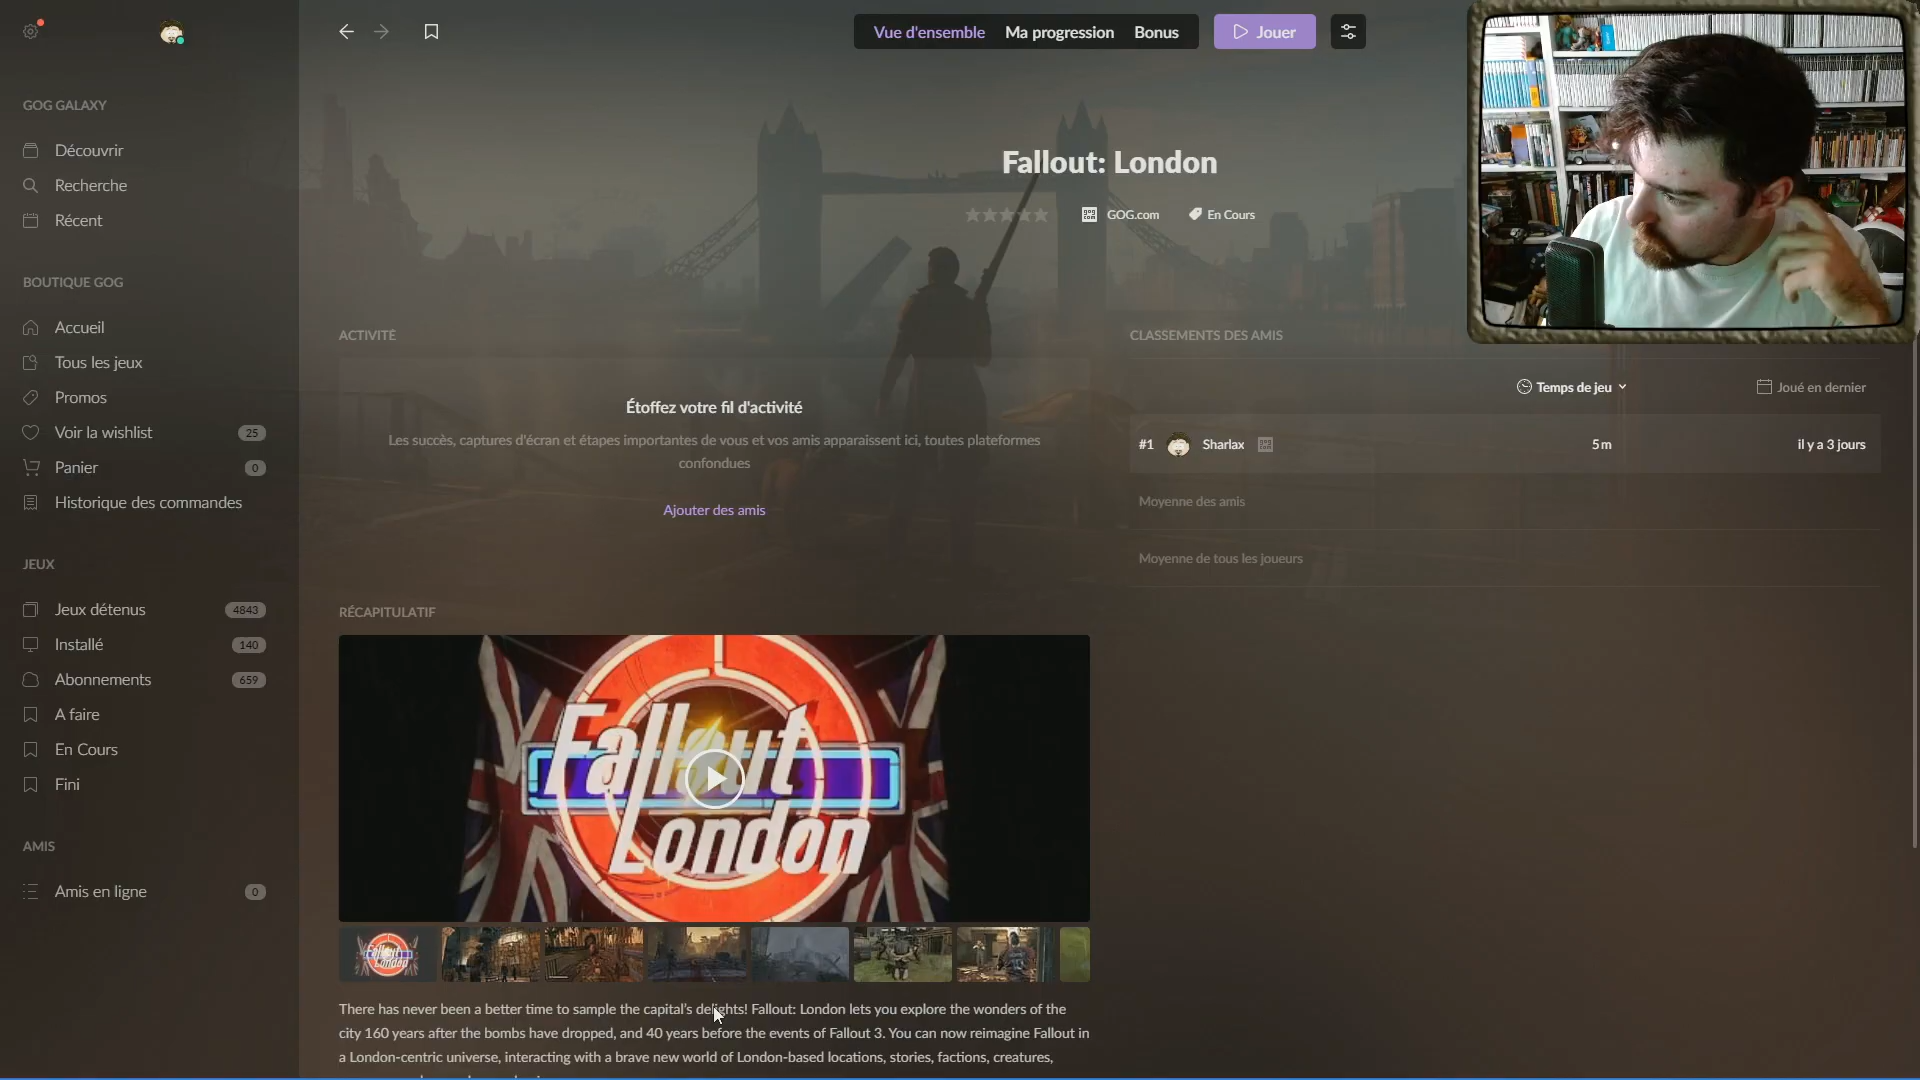 Vue d'ensemble
Ma progression
Bonus
Jouer
GOG GALAXY
Découvrir
Recherche
Récent
BOUTIQUE GOG
Accueil
Tous les jeux
Promos
Voir la wishlist 25
Panier 0
Historique des commandes
JEUX
Jeux détenus 4843
Installé 140
Abonnements 659
A faire
En Cours
Fini
AMIS
Amis en ligne 0
Fallout: London
GOG.com
En Cours
ACTIVITÉ
Étoffez votre fil d'activité
Les succès, captures d'écran et étapes importantes de vous et vos amis apparaissent ici, toutes plateformes
confondues
Ajouter des amis
CLASSEMENTS DES AMIS
Temps de jeu
Joué en dernier
#1 Sharlax 5 m il y a 3 jours
Moyenne des amis
Moyenne de tous les joueurs
RÉCAPITULATIF
Fallout
London
Fallout
London
There has never been a better time to sample the capital's delights! Fallout: London lets you explore the wonders of the
city 160 years after the bombs have dropped, and 40 years before the events of Fallout 3. You can now reimagine Fallout in
a London-centric universe, interacting with a brave new world of London-based locations, stories, factions, creatures,